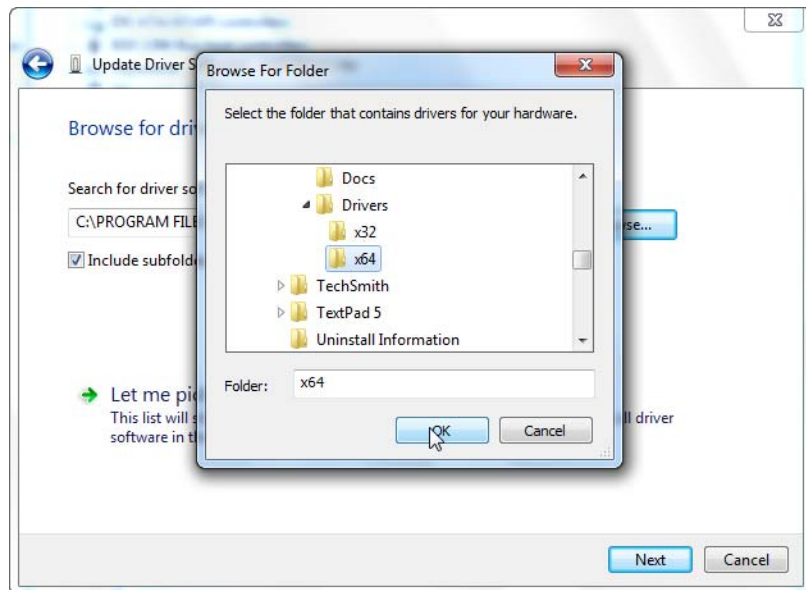 Update Driver S
Browse For Folder
Select the folder that contains drivers for your hardware.
Browse for dri
Search for driver so
C:\PROGRAM FILE
se...
Include subfolde
Docs
Drivers
x32
x64
TechSmith
TextPad 5
Uninstall Information
Folder: x64
OK Cancel
Let me pic
This list will s
ll driver
software in t
Next Cancel